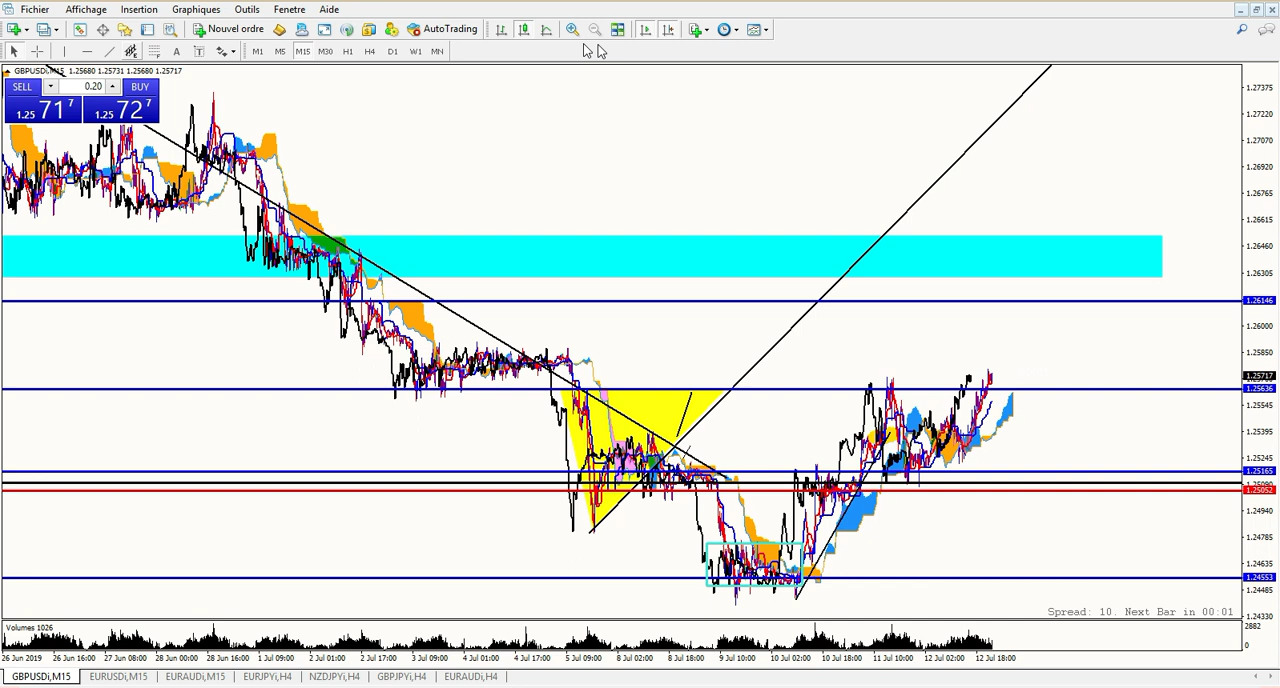 Fichier Affichage Insertion Graphiques Outils Fenetre Aide
Nouvel ordre AutoTrading
A T M1 M5 M15 M30 H1 H4 D1 W1 MN
GBPUSDi,M15 1.25680 1.25731 1.25680 1.25717
SELL 0.20 BUY
1.25 71 7 1.25 72 7
1.27375
1.27220
1.27070
1.26920
1.26765
1.26615
1.26460
1.26305
1.26146
1.26000
1.25850
1.25717
1.25636
1.25545
1.25395
1.25245
1.25165
1.25052
1.24940
1.24785
1.24635
1.24553
1.24485
1.24330
Spread: 10. Next Bar in 00:01
Volumes 1026
2882
0
26 Jun 2019 26 Jun 16:00 27 Jun 08:00 28 Jun 00:00 28 Jun 16:00 1 Jul 09:00 2 Jul 01:00 2 Jul 17:00 3 Jul 09:00 4 Jul 01:00 4 Jul 17:00 5 Jul 09:00 8 Jul 02:00 8 Jul 18:00 9 Jul 10:00 10 Jul 02:00 10 Jul 18:00 11 Jul 10:00 12 Jul 02:00 12 Jul 18:00
GBPUSDi,M15 EURUSDi,M15 EURAUDi,M15 EURJPYi,H4 NZDJPYi,H4 GBPJPYi,H4 EURAUDi,H4